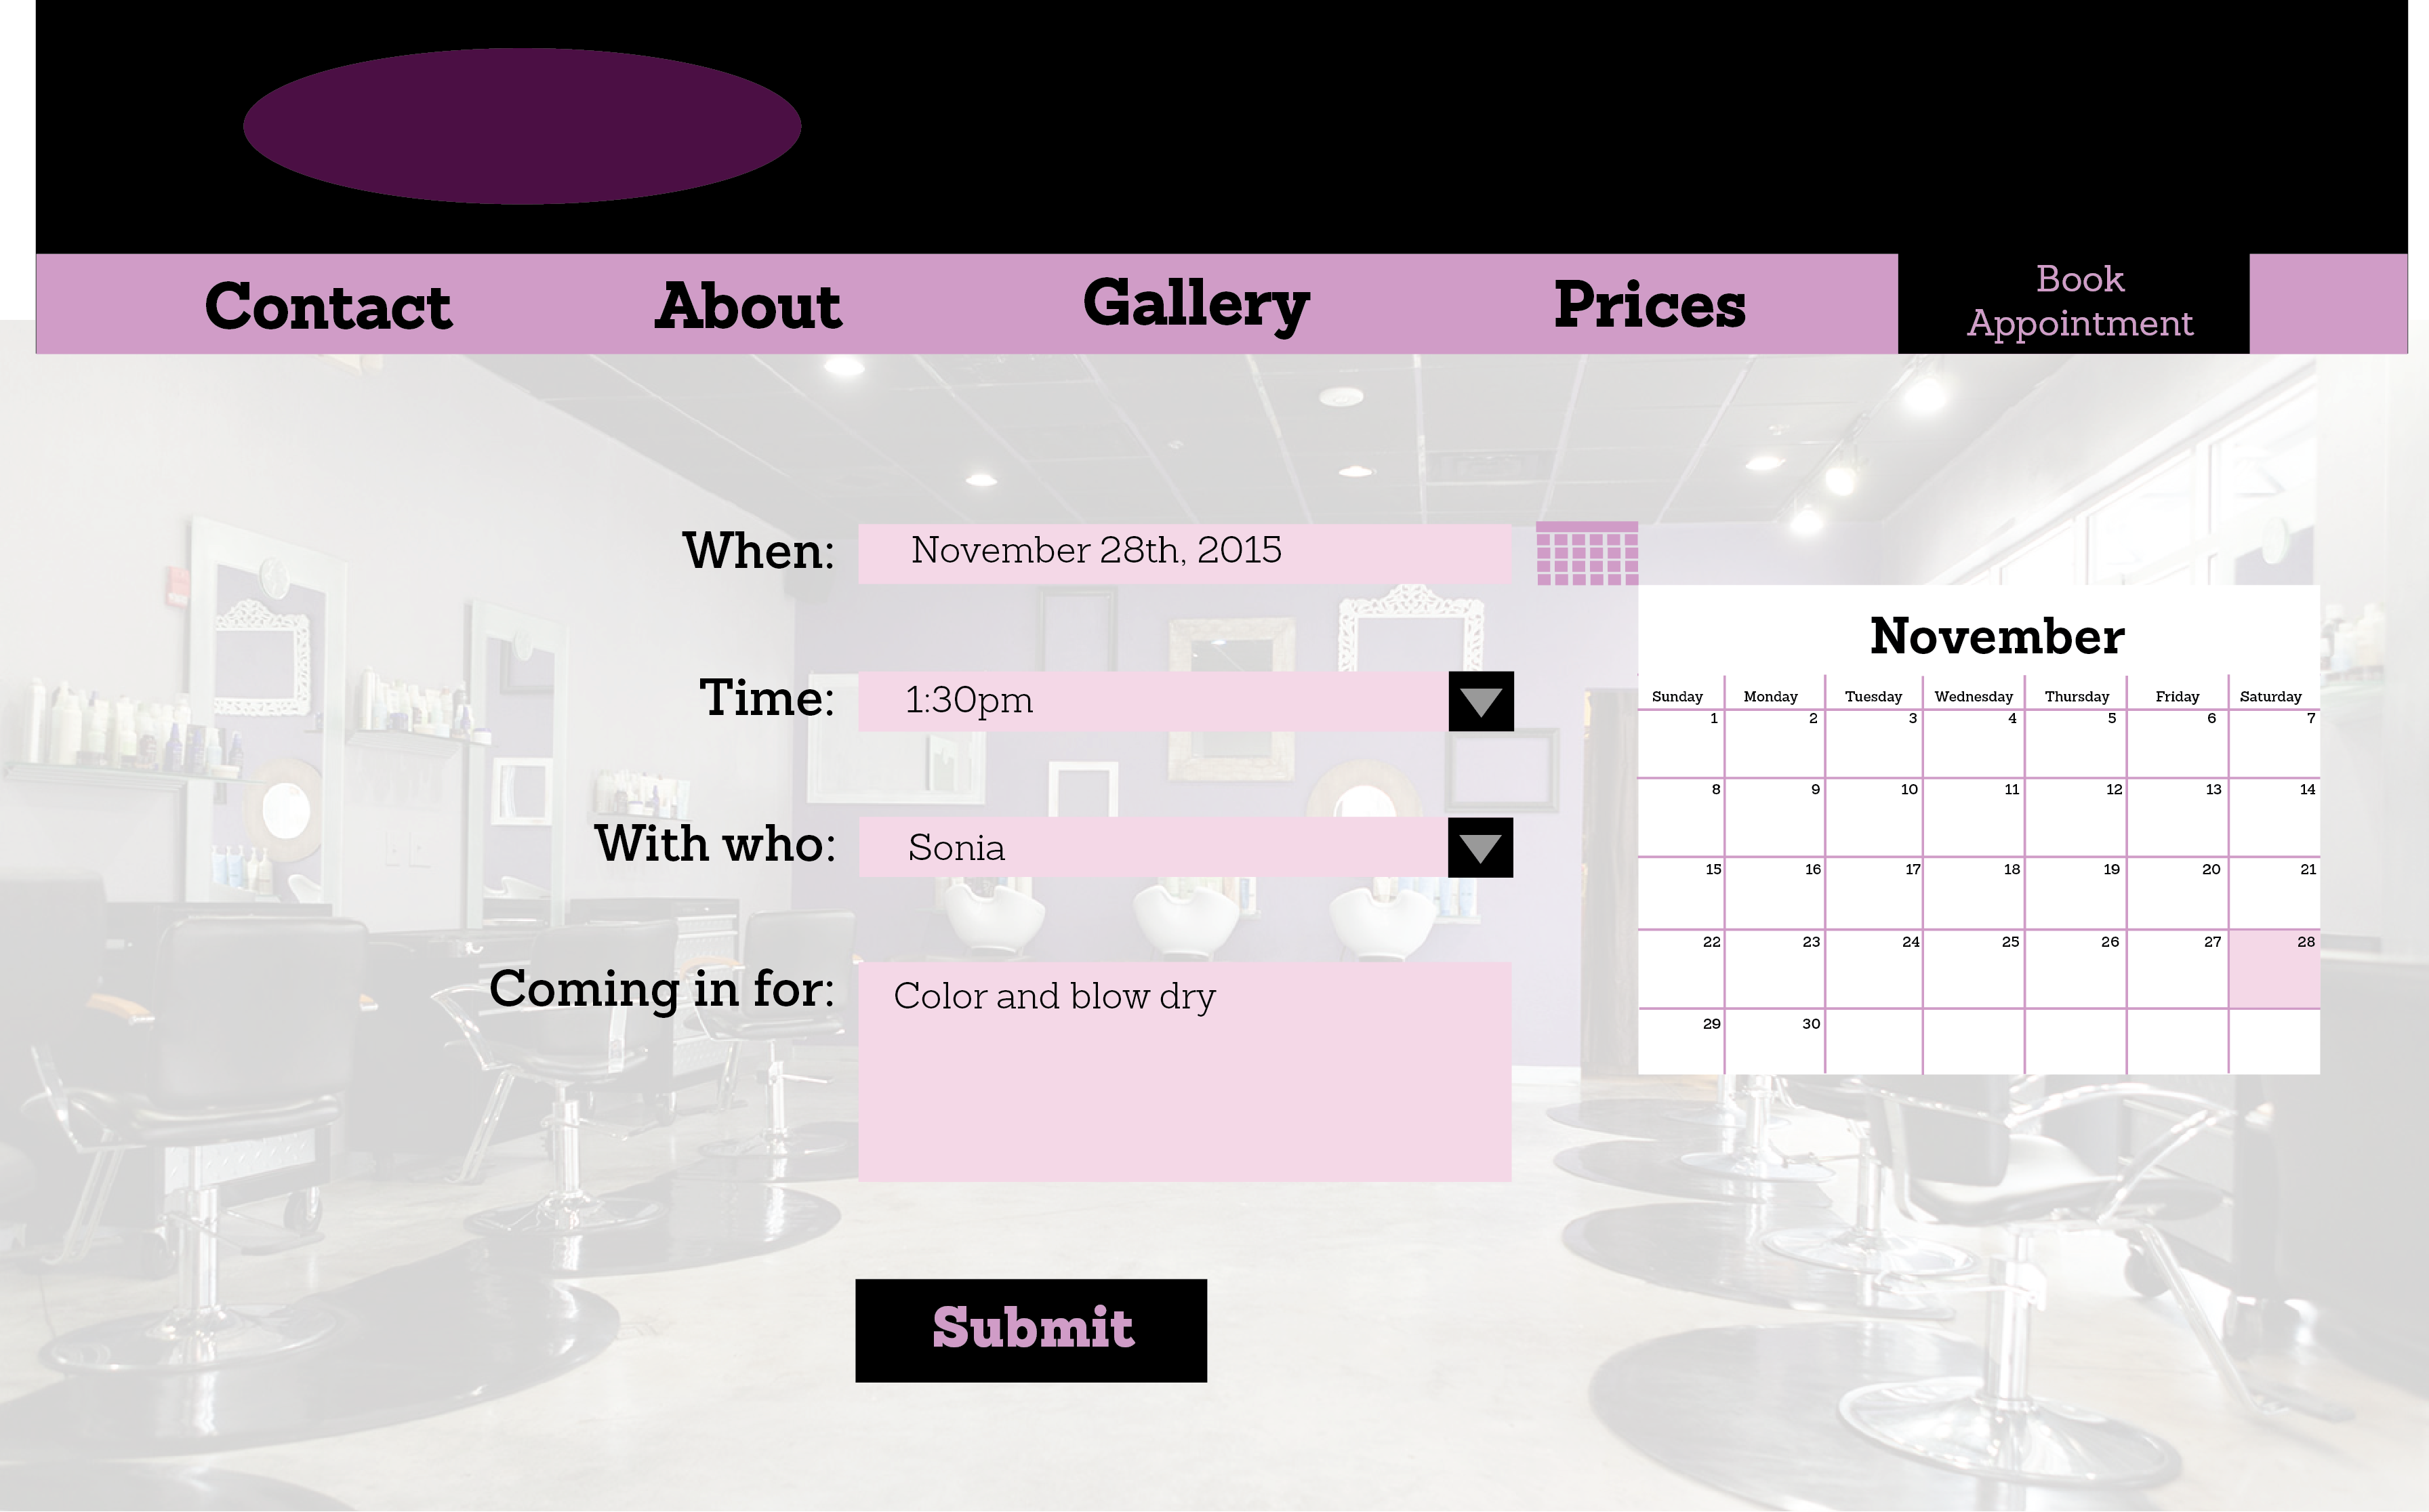 Contact About Gallery Prices Book
Appointment
When: November 28th, 2015
Time: 1:30pm
With who: Sonia
Coming in for: Color and blow dry
Submit
November
Sunday Monday Tuesday Wednesday Thursday Friday Saturday
1 2 3 4 5 6 7
8 9 10 11 12 13 14
15 16 17 18 19 20 21
22 23 24 25 26 27 28
29 30